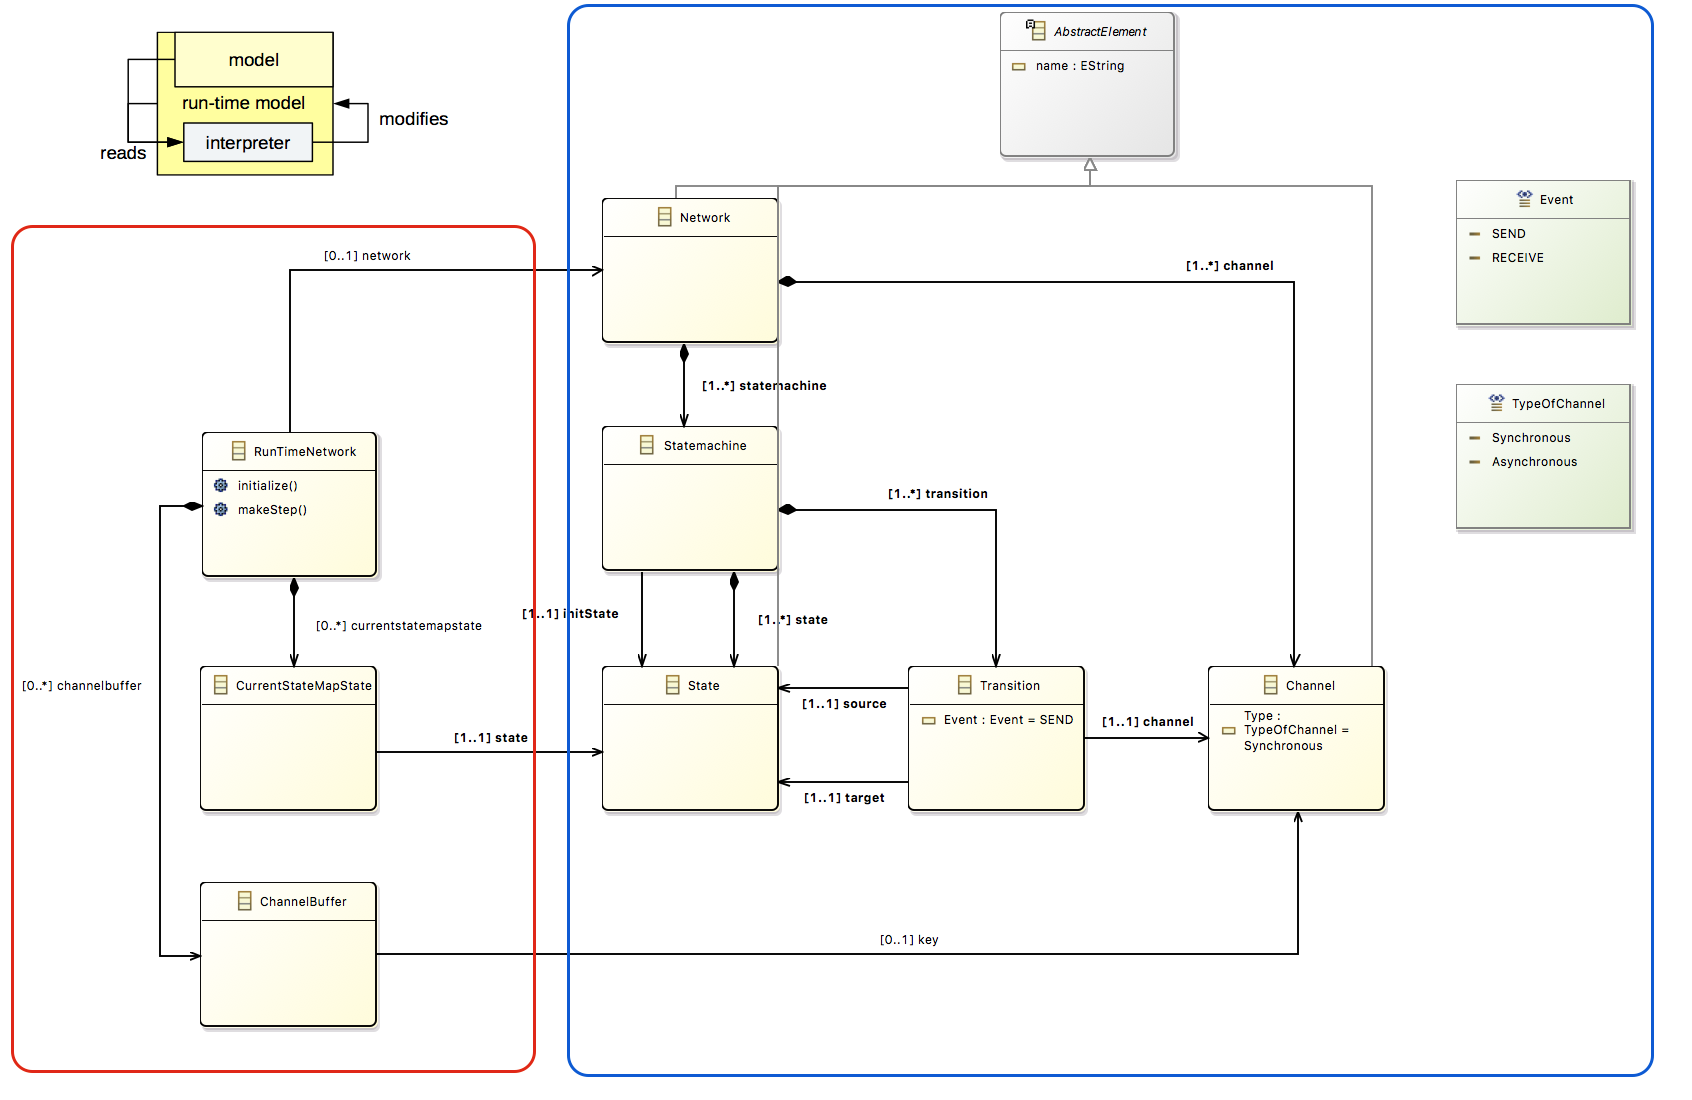 model
run-time model
interpreter
reads
modifies
AbstractElement
name : EString
Event
SEND
RECEIVE
TypeOfChannel
Synchronous
Asynchronous
Network
[0..1] network
[1..*] channel
[1..*] statemachine
Statemachine
[1..*] transition
RunTimeNetwork
initialize()
makeStep()
[0..*] currentstatemapstate
[1..1] initState
[1..*] state
[0..*] channelbuffer
CurrentStateMapState
[1..1] state
State
[1..1] source
[1..1] target
Transition
Event : Event = SEND
[1..1] channel
Channel
Type :
TypeOfChannel =
Synchronous
ChannelBuffer
[0..1] key